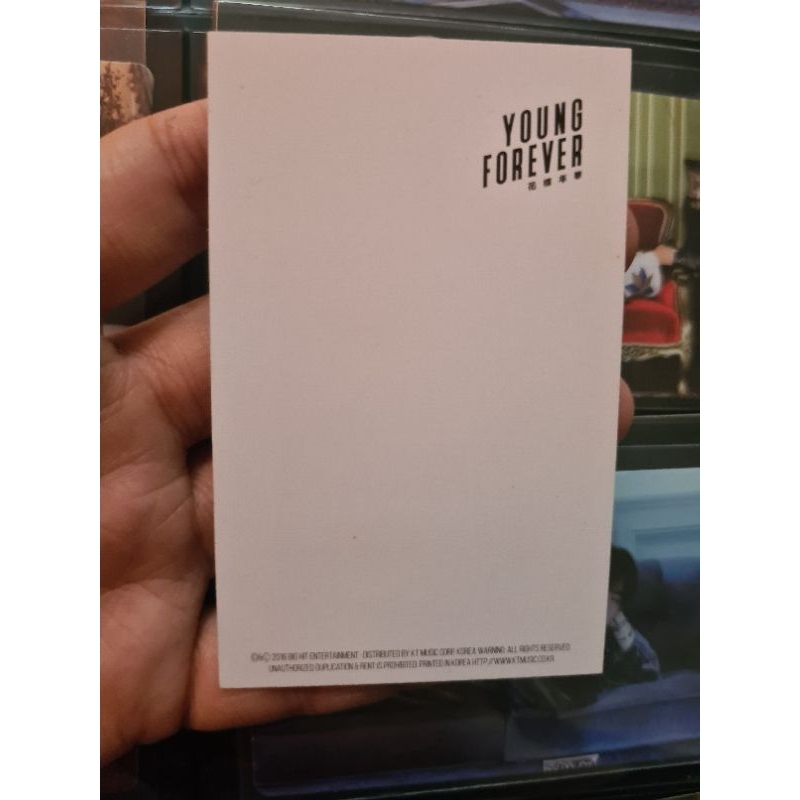 YOUNG
FOREVER
花樣年華
ⓟ&ⓒ 2016 BIG HIT ENTERTAINMENT · DISTRIBUTED BY KT MUSIC CORP. KOREA. WARNING: ALL RIGHTS RESERVED.
UNAUTHORIZED DUPLICATION & RENT IS PROHIBITED. PRINTED IN KOREA HTTP://WWW.KTMUSIC.CO.KR